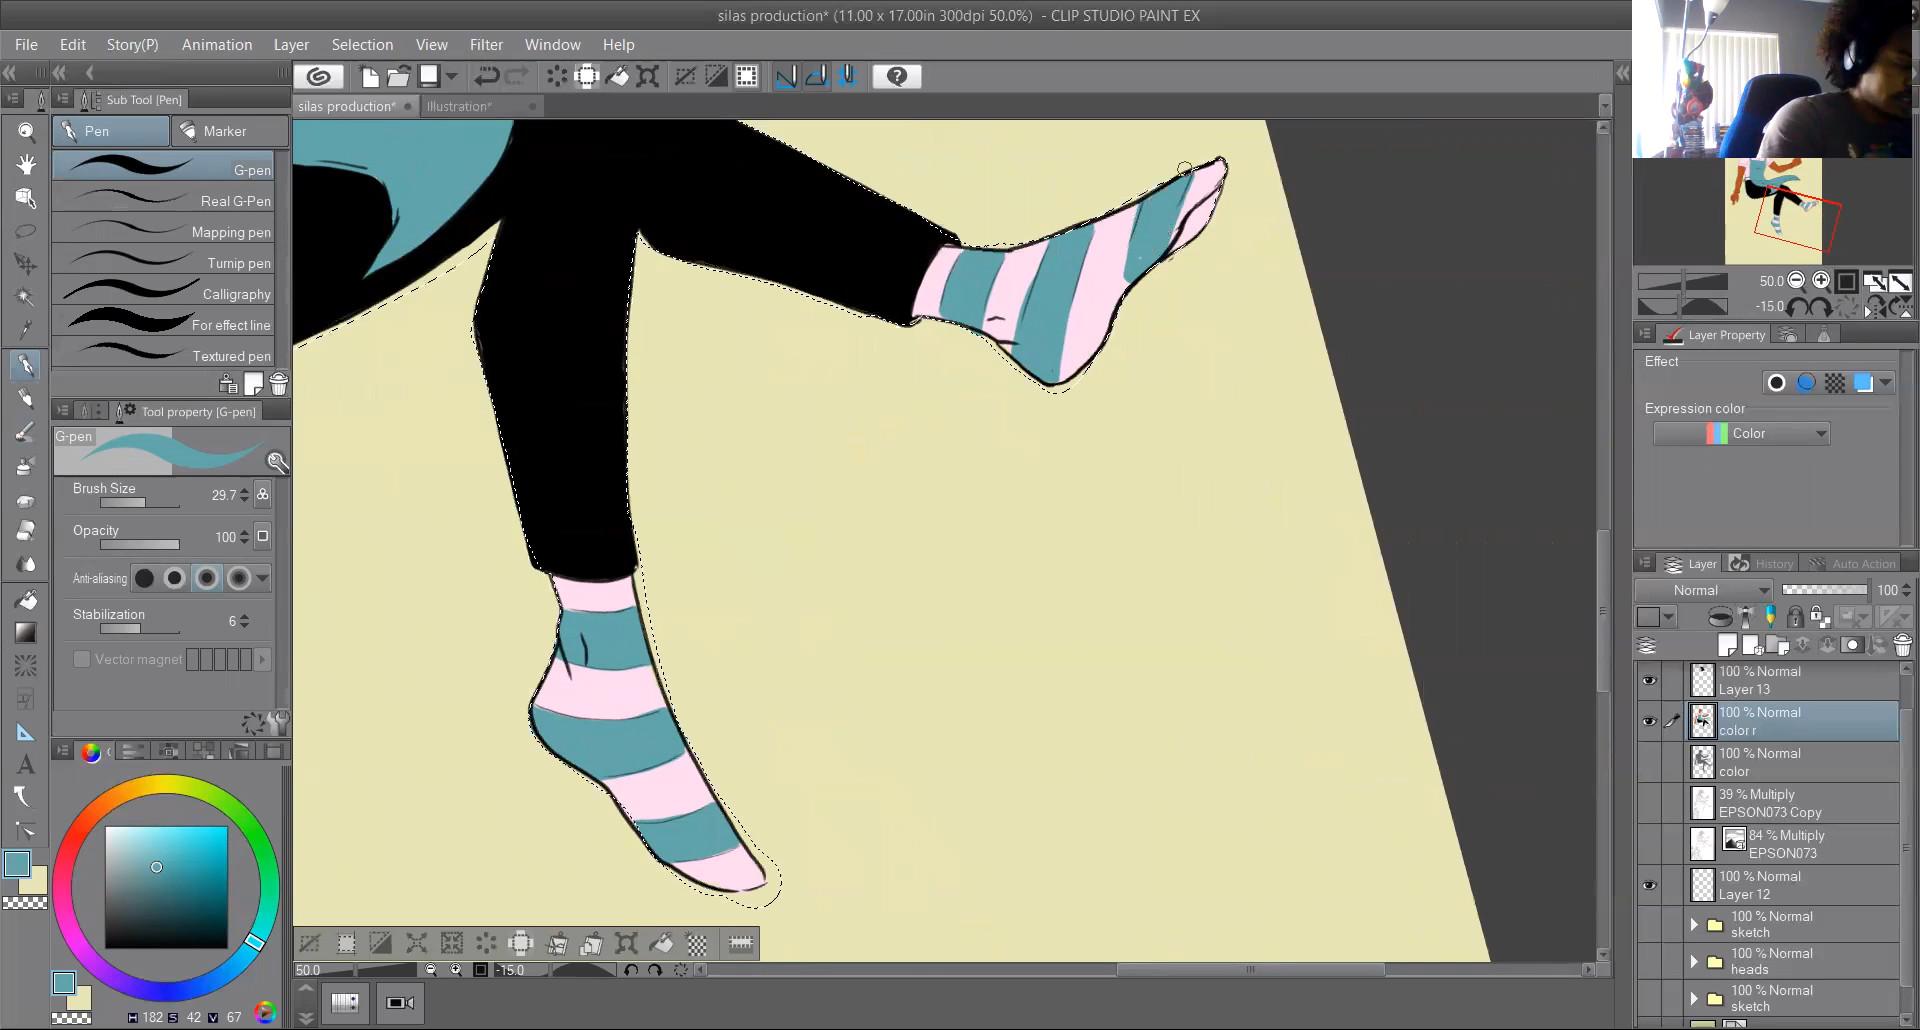 silas production* (11.00 x 17.00in 300dpi 50.0%) - CLIP STUDIO PAINT EX
File Edit Story(P) Animation Layer Selection View Filter Window Help
Sub Tool [Pen]
silas production* Illustration*
Pen Marker
G-pen
Real G-Pen
Mapping pen
Turnip pen
Calligraphy
For effect line
Textured pen
Tool property [G-pen]
G-pen
Brush Size 29.7
Opacity 100
Anti-aliasing
Stabilization 6
Vector magnet
H 182 S 42 V 67
50.0 -15.0
50.0
-15.0
Layer Property
Effect
Expression color
Color
Layer History Auto Action
Normal 100
100 % Normal
Layer 13
100 % Normal
color r
100 % Normal
color
39 % Multiply
EPSON073 Copy
84 % Multiply
EPSON073
100 % Normal
Layer 12
100 % Normal
sketch
100 % Normal
heads
100 % Normal
sketch